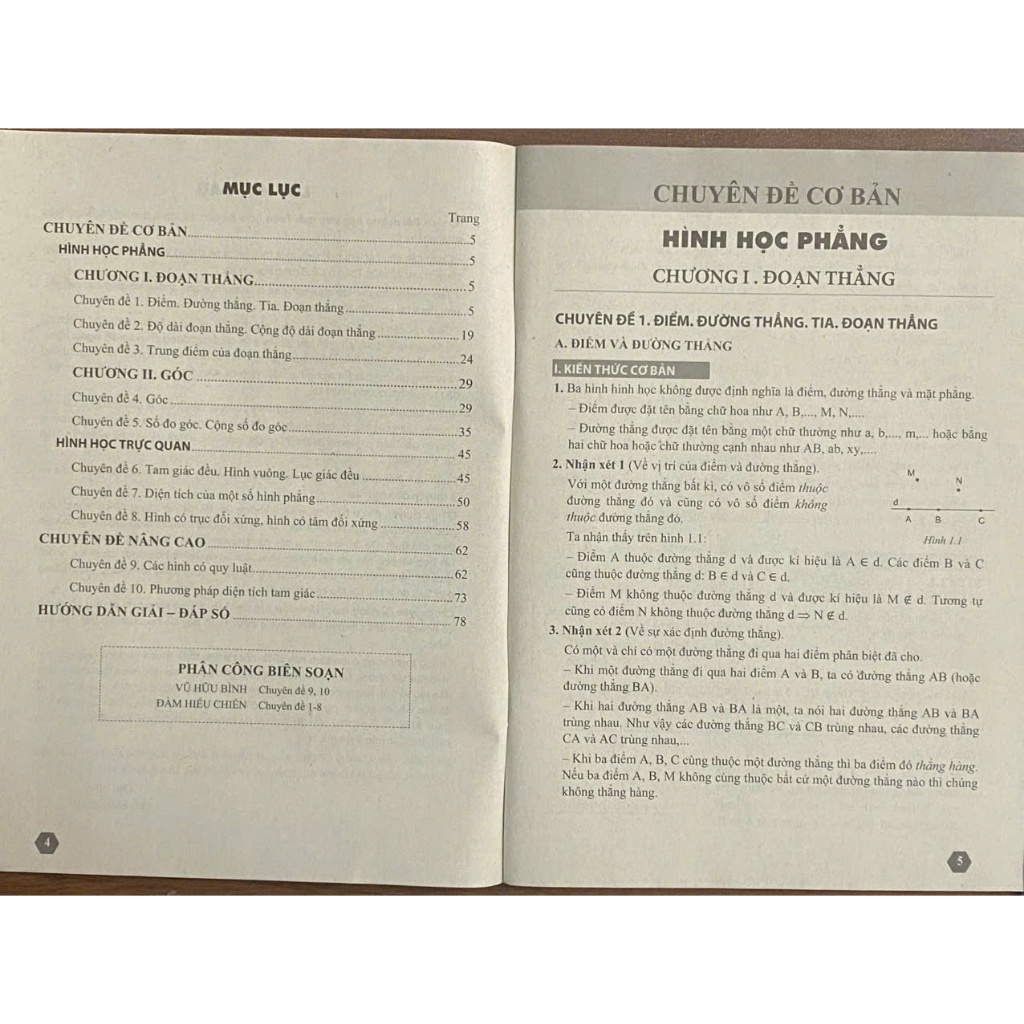 MỤC LỤC
Trang
CHUYÊN ĐỀ CƠ BẢN 5
HÌNH HỌC PHẲNG 5
CHƯƠNG I. ĐOẠN THẲNG 5
Chuyên đề 1. Điểm. Đường thẳng. Tia. Đoạn thẳng 5
Chuyên đề 2. Độ dài đoạn thẳng. Cộng độ dài đoạn thẳng 19
Chuyên đề 3. Trung điểm của đoạn thẳng 24
CHƯƠNG II. GÓC 29
Chuyên đề 4. Góc 29
Chuyên đề 5. Số đo góc. Cộng số đo góc 35
HÌNH HỌC TRỰC QUAN 45
Chuyên đề 6. Tam giác đều. Hình vuông. Lục giác đều 45
Chuyên đề 7. Diện tích của một số hình phẳng 50
Chuyên đề 8. Hình có trục đối xứng, hình có tâm đối xứng 58
CHUYÊN ĐỀ NÂNG CAO 62
Chuyên đề 9. Các hình có quy luật 62
Chuyên đề 10. Phương pháp diện tích tam giác 73
HƯỚNG DẪN GIẢI – ĐÁP SỐ 78
PHÂN CÔNG BIÊN SOẠN
VŨ HỮU BÌNH Chuyên đề 9, 10
ĐÀM HIẾU CHIẾN Chuyên đề 1-8
4
CHUYÊN ĐỀ CƠ BẢN
HÌNH HỌC PHẲNG
CHƯƠNG I. ĐOẠN THẲNG
CHUYÊN ĐỀ 1. ĐIỂM. ĐƯỜNG THẲNG. TIA. ĐOẠN THẲNG
A. ĐIỂM VÀ ĐƯỜNG THẲNG
I. KIẾN THỨC CƠ BẢN
1. Ba hình hình học không được định nghĩa là điểm, đường thẳng và mặt phẳng.
– Điểm được đặt tên bằng chữ hoa như A, B,..., M, N,....
– Đường thẳng được đặt tên bằng một chữ thường như a, b,..., m,... hoặc bằng
hai chữ hoa hoặc chữ thường cạnh nhau như AB, ab, xy,....
2. Nhận xét 1 (Về vị trí của điểm và đường thẳng).
Với một đường thẳng bất kì, có vô số điểm thuộc
đường thẳng đó và cũng có vô số điểm không
thuộc đường thẳng đó.
M
N
d
A B C
Hình 1.1
Ta nhận thấy trên hình 1.1:
– Điểm A thuộc đường thẳng d và được kí hiệu là A ∈ d. Các điểm B và C
cũng thuộc đường thẳng d: B ∈ d và C ∈ d.
– Điểm M không thuộc đường thẳng d và được kí hiệu là M ∉ d. Tương tự
cũng có điểm N không thuộc đường thẳng d ⇒ N ∉ d.
3. Nhận xét 2 (Về sự xác định đường thẳng).
Có một và chỉ có một đường thẳng đi qua hai điểm phân biệt đã cho.
– Khi một đường thẳng đi qua hai điểm A và B, ta có đường thẳng AB (hoặc
đường thẳng BA).
– Khi hai đường thẳng AB và BA là một, ta nói hai đường thẳng AB và BA
trùng nhau. Như vậy các đường thẳng BC và CB trùng nhau, các đường thẳng
CA và AC trùng nhau,...
– Khi ba điểm A, B, C cùng thuộc một đường thẳng thì ba điểm đó thẳng hàng.
Nếu ba điểm A, B, M không cùng thuộc bất cứ một đường thẳng nào thì chúng
không thẳng hàng.
5